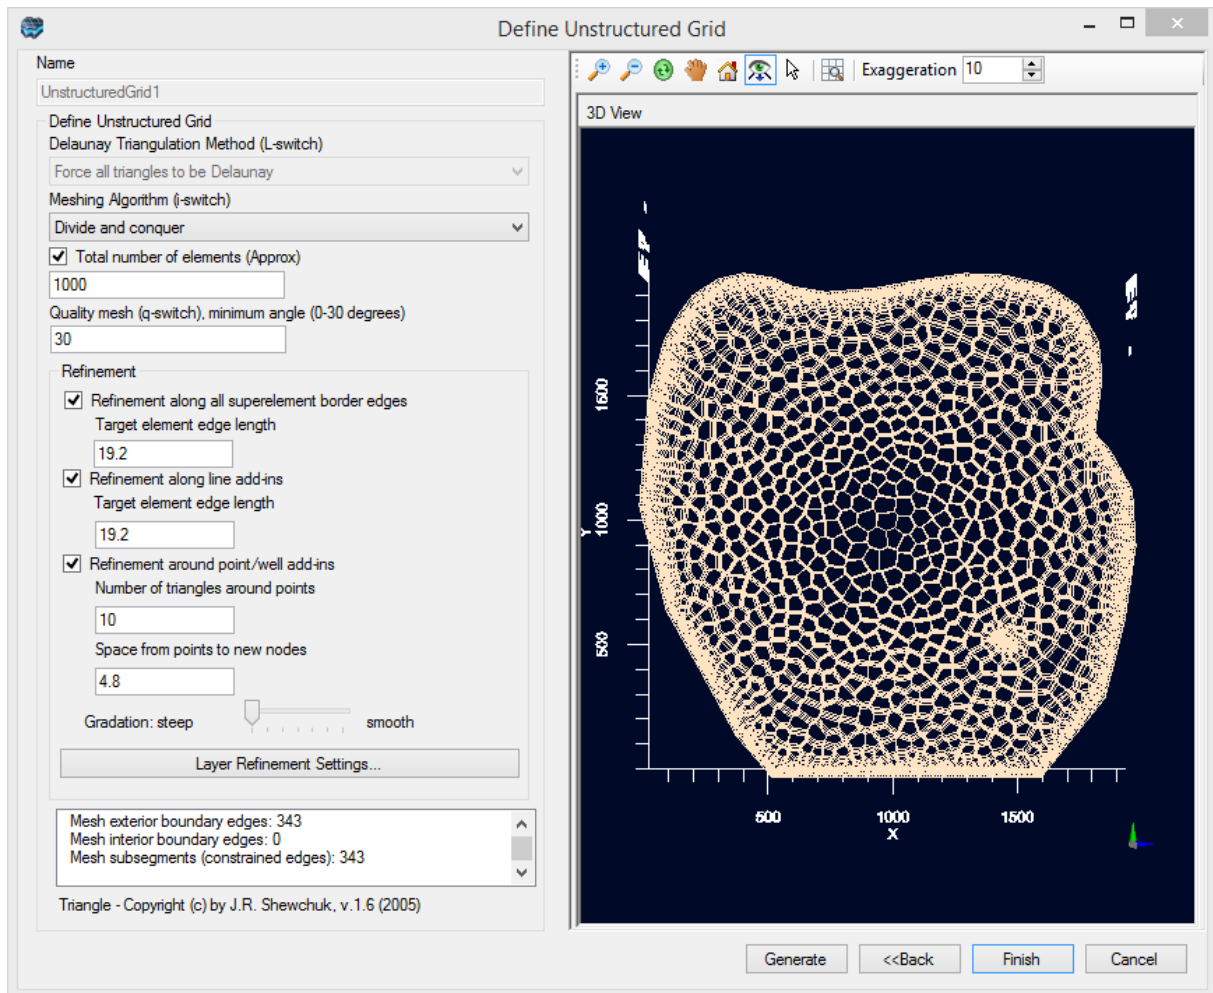 Define Unstructured Grid
Name
UnstructuredGrid1
Define Unstructured Grid
Delaunay Triangulation Method (L-switch)
Force all triangles to be Delaunay
Meshing Algorithm (i-switch)
Divide and conquer
Total number of elements (Approx)
1000
Quality mesh (q-switch), minimum angle (0-30 degrees)
30
Refinement
Refinement along all superelement border edges
Target element edge length
19.2
Refinement along line add-ins
Target element edge length
19.2
Refinement around point/well add-ins
Number of triangles around points
10
Space from points to new nodes
4.8
Gradation: steep
smooth
Layer Refinement Settings...
Mesh exterior boundary edges: 343
Mesh interior boundary edges: 0
Mesh subsegments (constrained edges): 343
Triangle - Copyright (c) by J.R. Shewchuk, v.1.6 (2005)
Exaggeration 10
3D View
1500
1000
Y
500
500
1000
1500
X
Generate
<<Back
Finish
Cancel